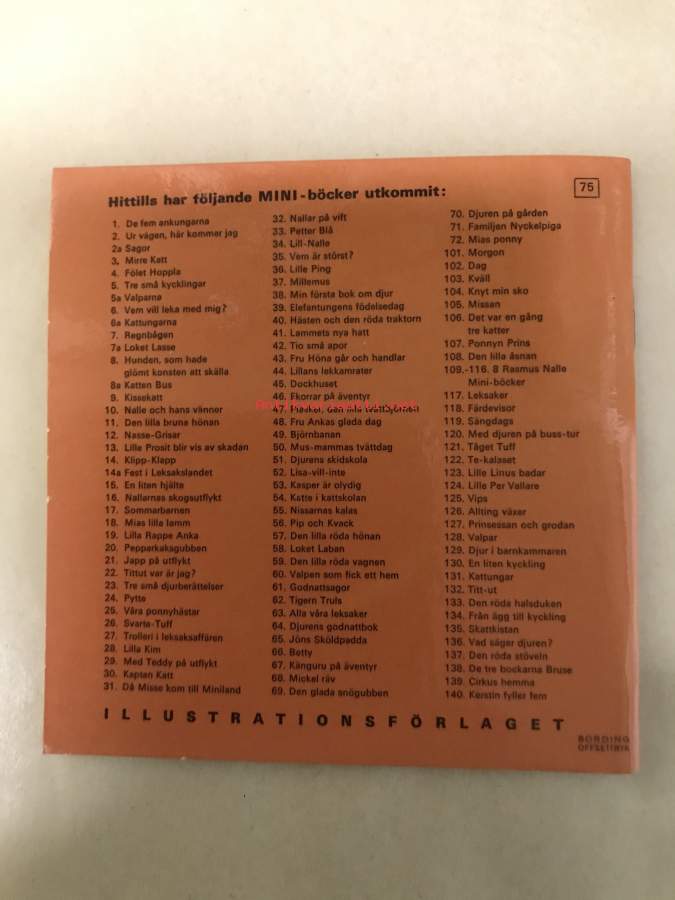 Hittills har följande MINI-böcker utkommit:
75
1. De fem ankungarna
2. Ur vägen, här kommer jag
2a Sagor
3. Mirre Katt
4. Fölet Hoppla
5. Tre små kycklingar
5a Valparna
6. Vem vill leka med mig?
6a Kattungarna
7. Regnbågen
7a Loket Lasse
8. Hunden, som hade
glömt konsten att skälla
8a Katten Bus
9. Kissekatt
10. Nalle och hans vänner
11. Den lilla bruna hönan
12. Nasse-Grisar
13. Lille Prosit blir vis av skadan
14. Klipp-Klapp
14a Fest i Leksakslandet
15. En liten hjälte
16. Nallarnas skogsutflykt
17. Sommarbarnen
18. Mias lilla lamm
19. Lilla Rappe Anka
20. Pepparkaksgubben
21. Japp på utflykt
22. Tittut var är jag?
23. Tre små djurberättelser
24. Pytte
25. Våra ponnyhästar
26. Svarte-Tuff
27. Trolleri i leksaksaffären
28. Lilla Kim
29. Med Teddy på utflykt
30. Kapten Katt
31. Då Misse kom till Miniland
32. Nallar på vift
33. Petter Blå
34. Lill-Nalle
35. Vem är störst?
36. Lille Ping
37. Millemus
38. Min första bok om djur
39. Elefantungens födelsedag
40. Hästen och den röda traktorn
41. Lammets nya hatt
42. Tio små apor
43. Fru Höna går och handlar
44. Lillans lekkamrater
45. Dockhuset
46. Ekorrar på äventyr
47. Plaskel, den lilla tvättbjörnen
48. Fru Ankas glada dag
49. Björnbanan
50. Mus-mammas tvättdag
51. Djurens skidskola
52. Lisa-vill-inte
53. Kasper är olydig
54. Katte i kattskolan
55. Nissarnas kalas
56. Pip och Kvack
57. Den lilla röda hönan
58. Loket Laban
59. Den lilla röda vagnen
60. Valpen som fick ett hem
61. Godnattsagor
62. Tigern Truls
63. Alla våra leksaker
64. Djurens godnattbok
65. Jöns Sköldpadda
66. Betty
67. Känguru på äventyr
68. Mickel räv
69. Den glada snögubben
70. Djuren på gården
71. Familjen Nyckelpiga
72. Mias ponny
101. Morgon
102. Dag
103. Kväll
104. Knyt min sko
105. Missan
106. Det var en gång
tre katter
107. Ponnyn Prins
108. Den lilla åsnan
109.-116. 8 Rasmus Nalle
Mini-böcker
117. Leksaker
118. Färdevisor
119. Sångdags
120. Med djuren på buss-tur
121. Tåget Tuff
122. Te-kalaset
123. Lille Linus badar
124. Lille Per Vallare
125. Vips
126. Allting växer
127. Prinsessan och grodan
128. Valpar
129. Djur i barnkammaren
130. En liten kyckling
131. Kattungar
132. Titt-ut
133. Den röda halsduken
134. Från ägg till kyckling
135. Skattkistan
136. Vad säger djuren?
137. Den röda stöveln
138. De tre bockarna Bruse
139. Cirkus hemma
140. Kerstin fyller fem
ILLUSTRATIONSFÖRLAGET
BORDING